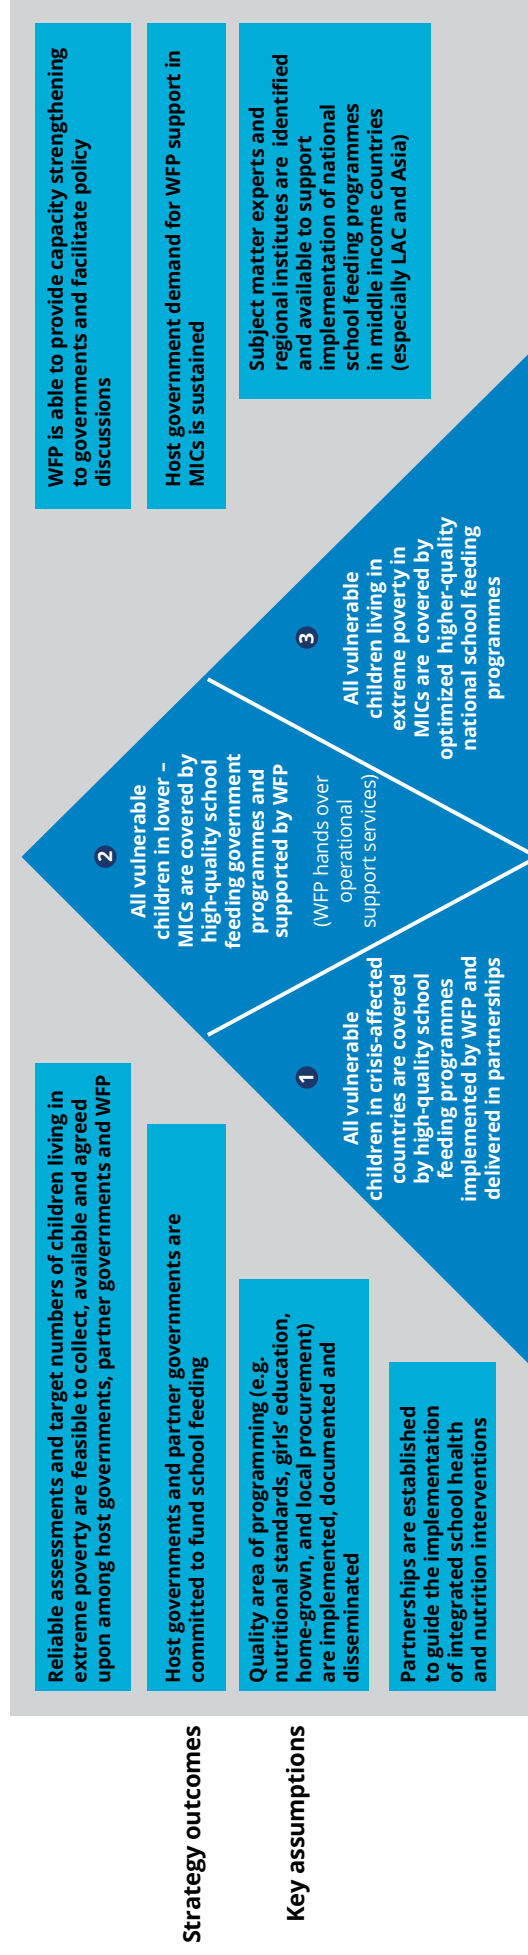 Strategy outcomes
Key assumptions
Reliable assessments and target numbers of children living in
extreme poverty are feasible to collect, available and agreed
upon among host governments, partner governments and WFP
Host governments and partner governments are
committed to fund school feeding
Quality area of programming (e.g.
nutritional standards, girls’ education,
home-grown, and local procurement)
are implemented, documented and
disseminated
Partnerships are established
to guide the implementation
of integrated school health
and nutrition interventions
1
All vulnerable
children in crisis-affected
countries are covered
by high-quality school
feeding programmes
implemented by WFP and
delivered in partnerships
2
All vulnerable
children in lower –
MICs are covered by
high-quality school
feeding government
programmes and
supported by WFP
(WFP hands over
operational
support services)
3
All vulnerable
children living in
extreme poverty in
MICs are covered by
optimized higher-quality
national school feeding
programmes
WFP is able to provide capacity strengthening
to governments and facilitate policy
discussions
Host government demand for WFP support in
MICs is sustained
Subject matter experts and
regional institutes are identified
and available to support
implementation of national
school feeding programmes
in middle income countries
(especially LAC and Asia)